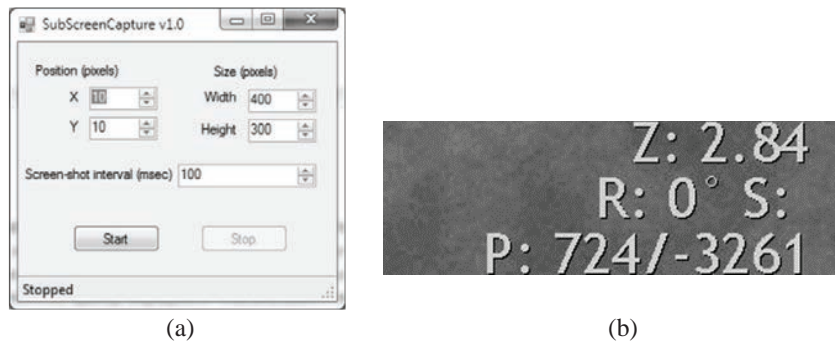 SubScreenCapture v1.0
Position (pixels) Size (pixels)
X 10 Width 400
Y 10 Height 300
Screen-shot interval (msec) 100
Start Stop
Stopped
Z: 2.84
R: 0° S:
P: 724/-3261
(a) (b)